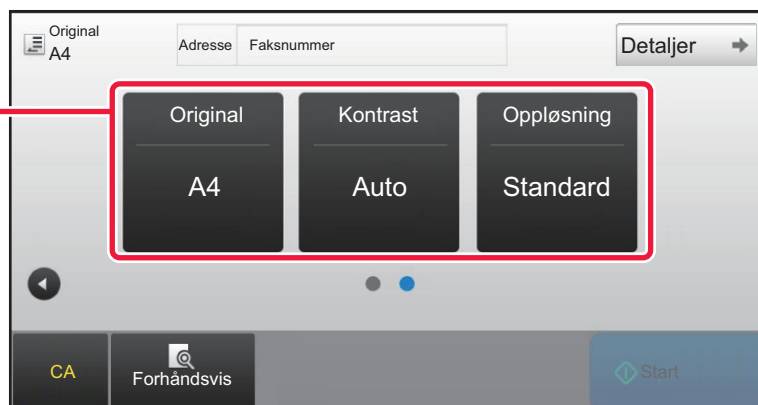 Original
A4
Adresse Faksnummer
Detaljer
Original Kontrast Oppløsning
A4 Auto Standard
CA Forhåndsvis Start